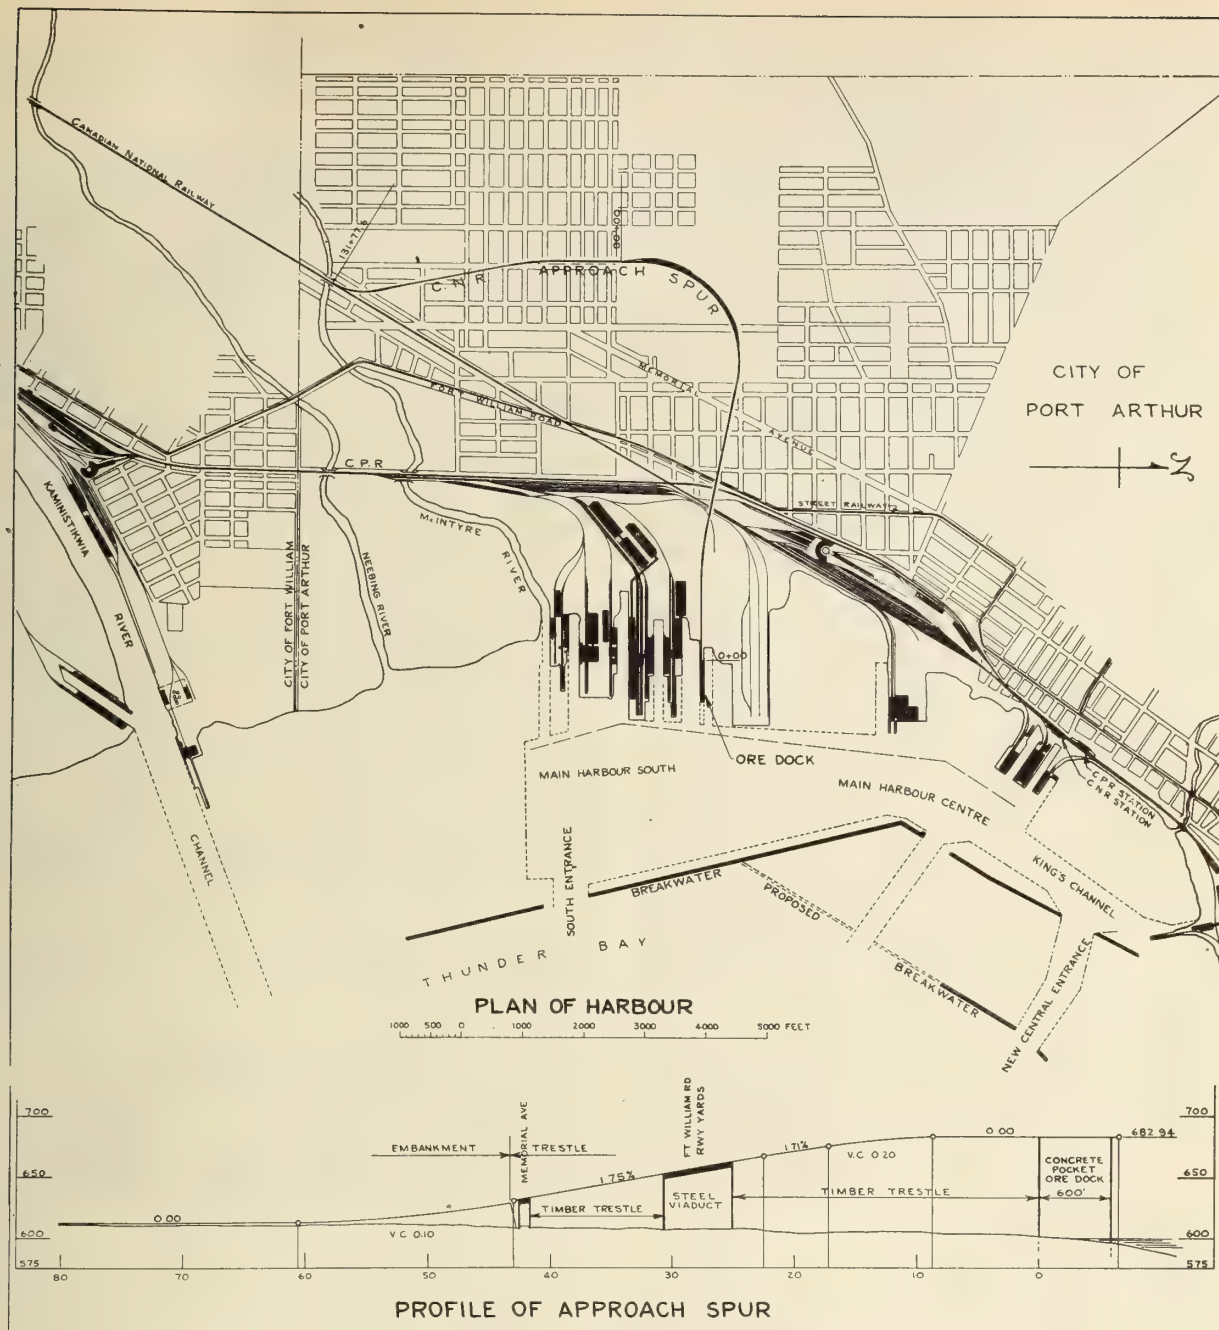 CANADIAN NATIONAL RAILWAY
131+77.6
00+00
C.N.R. APPROACH SPUR
MEMORIAL AVENUE
CITY OF
PORT ARTHUR
FORT WILLIAM ROAD
C.P.R.
STREET RAILWAY
KAMINISTIKWIA RIVER
McINTYRE RIVER
NEEBING RIVER
CITY OF FORT WILLIAM
CITY OF PORT ARTHUR
0+00
ORE DOCK
MAIN HARBOUR SOUTH
MAIN HARBOUR CENTRE
C.P.R STATION
C.N.R STATION
CHANNEL
SOUTH ENTRANCE
BREAKWATER
PROPOSED
BREAKWATER
KING'S CHANNEL
NEW CENTRAL ENTRANCE
THUNDER BAY
PLAN OF HARBOUR
1000 500 0 1000 2000 3000 4000 5000 FEET
700 700
650 650
600 600
575 575
EMBANKMENT TRESTLE
MEMORIAL AVE
FT WILLIAM RD
RWY YARDS
0.00
V.C 0.10
1.75%
TIMBER TRESTLE
STEEL
VIADUCT
1.71%
V.C 0.20
0.00
682.94
TIMBER TRESTLE
CONCRETE
POCKET
ORE DOCK
600'
80 70 60 50 40 30 20 10 0
PROFILE OF APPROACH SPUR